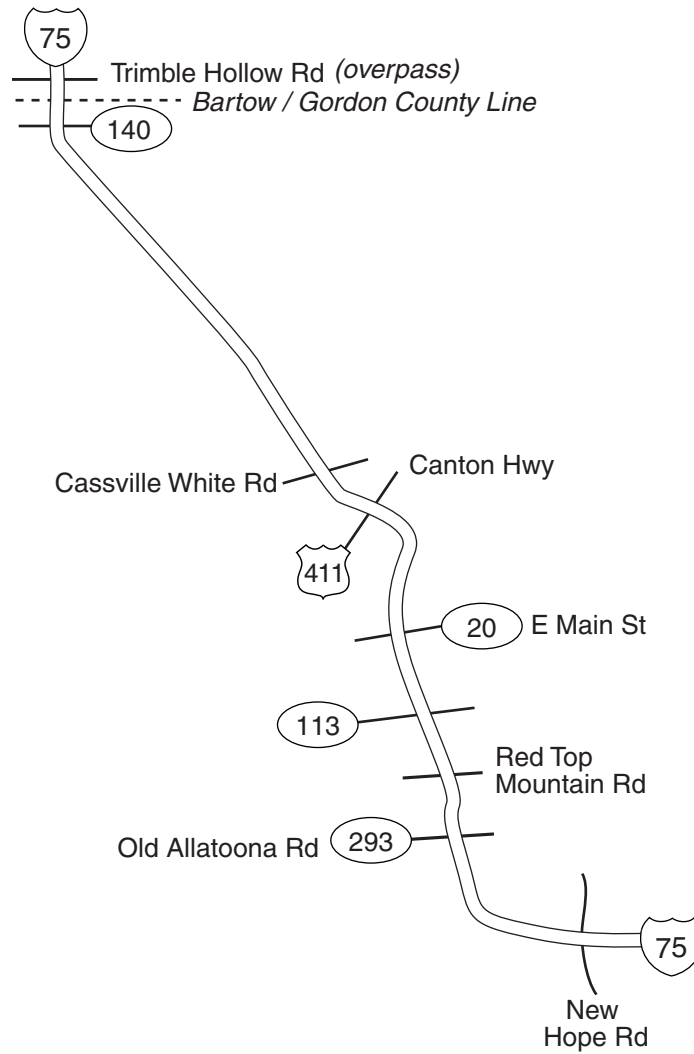 75
Trimble Hollow Rd (overpass)
Bartow / Gordon County Line
140
Cassville White Rd
Canton Hwy
411
20 E Main St
113
Red Top
Mountain Rd
Old Allatoona Rd 293
75
New
Hope Rd